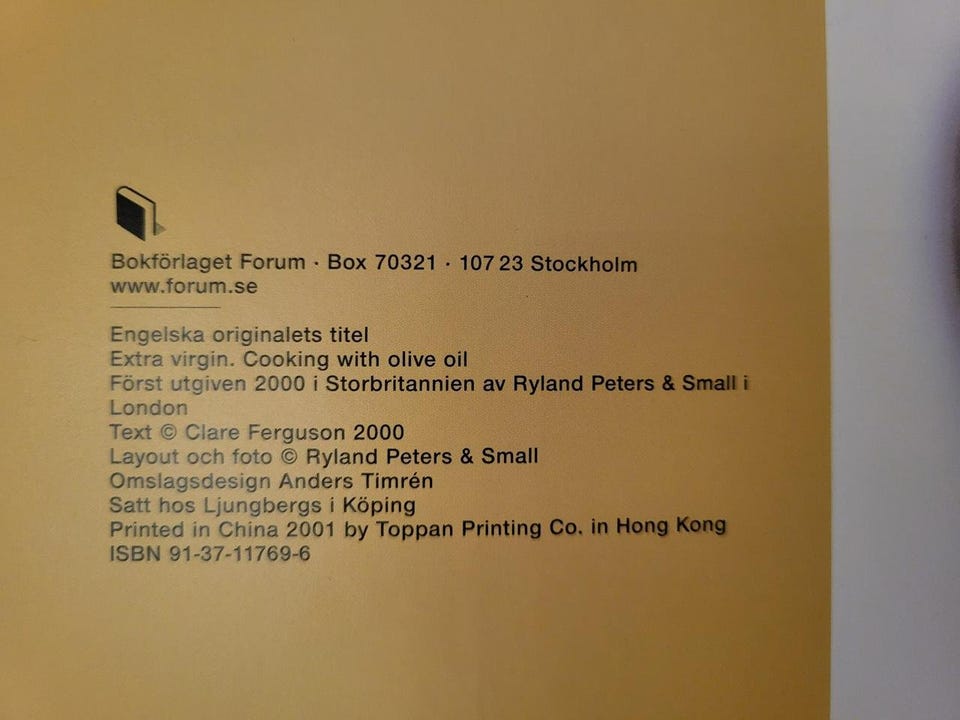 Bokförlaget Forum · Box 70321 · 107 23 Stockholm
www.forum.se
Engelska originalets titel
Extra virgin. Cooking with olive oil
Först utgiven 2000 i Storbritannien av Ryland Peters & Small i
London
Text © Clare Ferguson 2000
Layout och foto © Ryland Peters & Small
Omslagsdesign Anders Timrén
Satt hos Ljungbergs i Köping
Printed in China 2001 by Toppan Printing Co. in Hong Kong
ISBN 91-37-11769-6